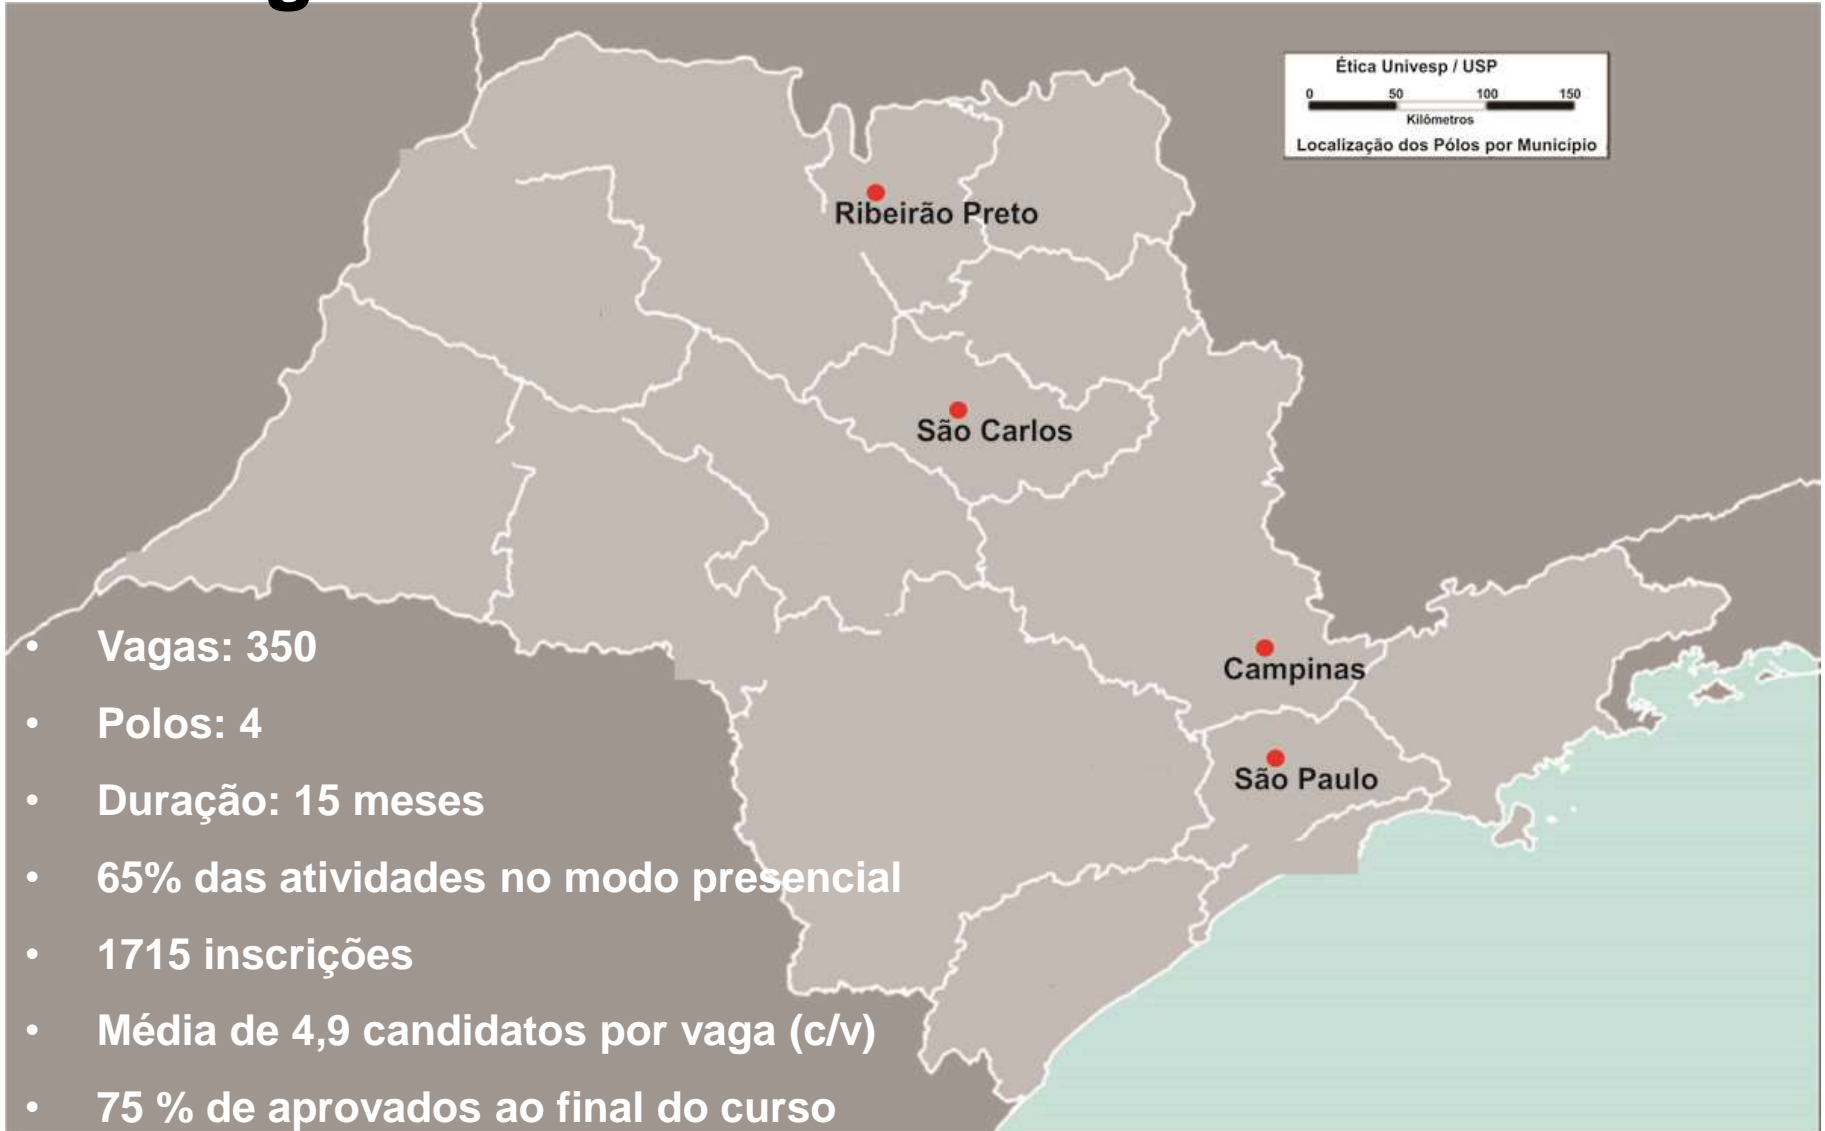 Ética Univesp / USP
0 50 100 150
Kilômetros
Localização dos Pólos por Município
Ribeirão Preto
São Carlos
Campinas
São Paulo
• Vagas: 350
• Polos: 4
• Duração: 15 meses
• 65% das atividades no modo presencial
• 1715 inscrições
• Média de 4,9 candidatos por vaga (c/v)
• 75 % de aprovados ao final do curso